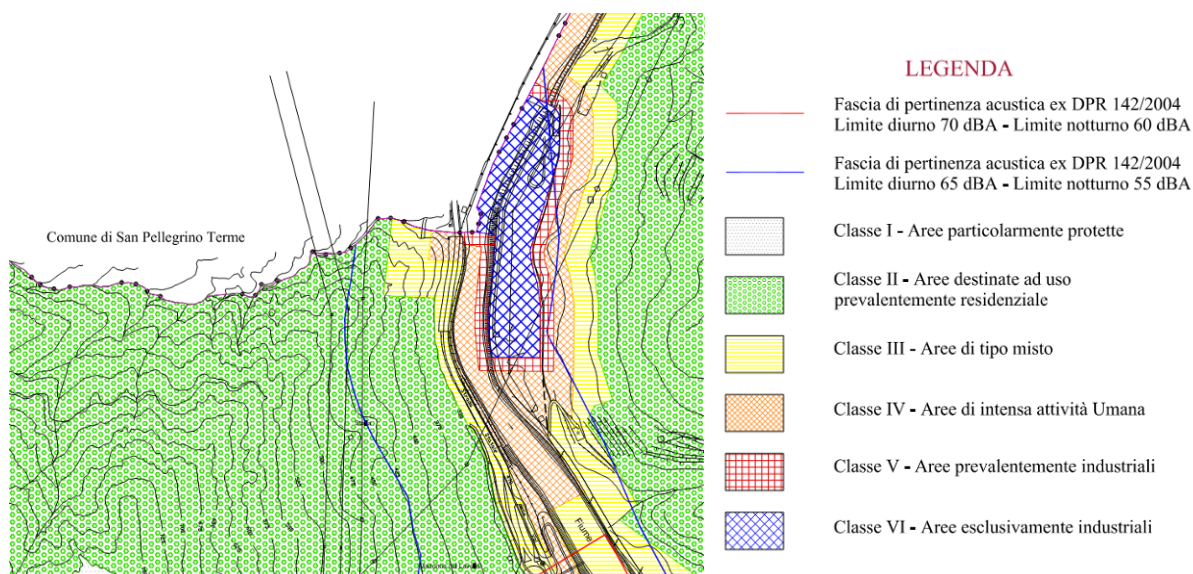 Comune di San Pellegrino Terme
Fiume
LEGENDA
Fascia di pertinenza acustica ex DPR 142/2004
Limite diurno 70 dBA - Limite notturno 60 dBA
Fascia di pertinenza acustica ex DPR 142/2004
Limite diurno 65 dBA - Limite notturno 55 dBA
Classe I - Aree particolarmente protette
Classe II - Aree destinate ad uso
prevalentemente residenziale
Classe III - Aree di tipo misto
Classe IV - Aree di intensa attività Umana
Classe V - Aree prevalentemente industriali
Classe VI - Aree esclusivamente industriali